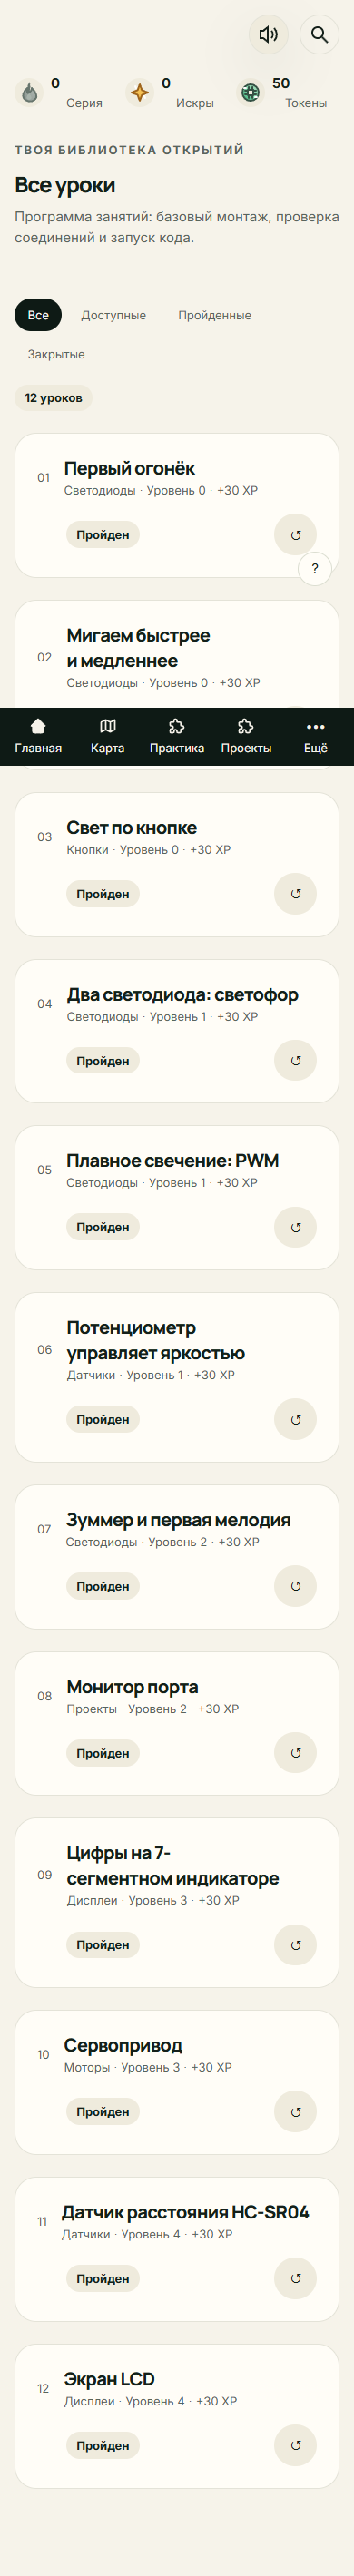 0
Серия
0
Искры
50
Токены
ТВОЯ БИБЛИОТЕКА ОТКРЫТИЙ
Все уроки
Программа занятий: базовый монтаж, проверка
соединений и запуск кода.
Все
Доступные
Пройденные
Закрытые
12 уроков
01
Первый огонёк
Светодиоды · Уровень 0 · +30 XP
Пройден
?
02
Мигаем быстрее
и медленнее
Светодиоды · Уровень 0 · +30 XP
Главная
Карта
Практика
Проекты
Ещё
03
Свет по кнопке
Кнопки · Уровень 0 · +30 XP
Пройден
04
Два светодиода: светофор
Светодиоды · Уровень 1 · +30 XP
Пройден
05
Плавное свечение: PWM
Светодиоды · Уровень 1 · +30 XP
Пройден
06
Потенциометр
управляет яркостью
Датчики · Уровень 1 · +30 XP
Пройден
07
Зуммер и первая мелодия
Светодиоды · Уровень 2 · +30 XP
Пройден
08
Монитор порта
Проекты · Уровень 2 · +30 XP
Пройден
09
Цифры на 7-
сегментном индикаторе
Дисплеи · Уровень 3 · +30 XP
Пройден
10
Сервопривод
Моторы · Уровень 3 · +30 XP
Пройден
11
Датчик расстояния HC-SR04
Датчики · Уровень 4 · +30 XP
Пройден
12
Экран LCD
Дисплеи · Уровень 4 · +30 XP
Пройден